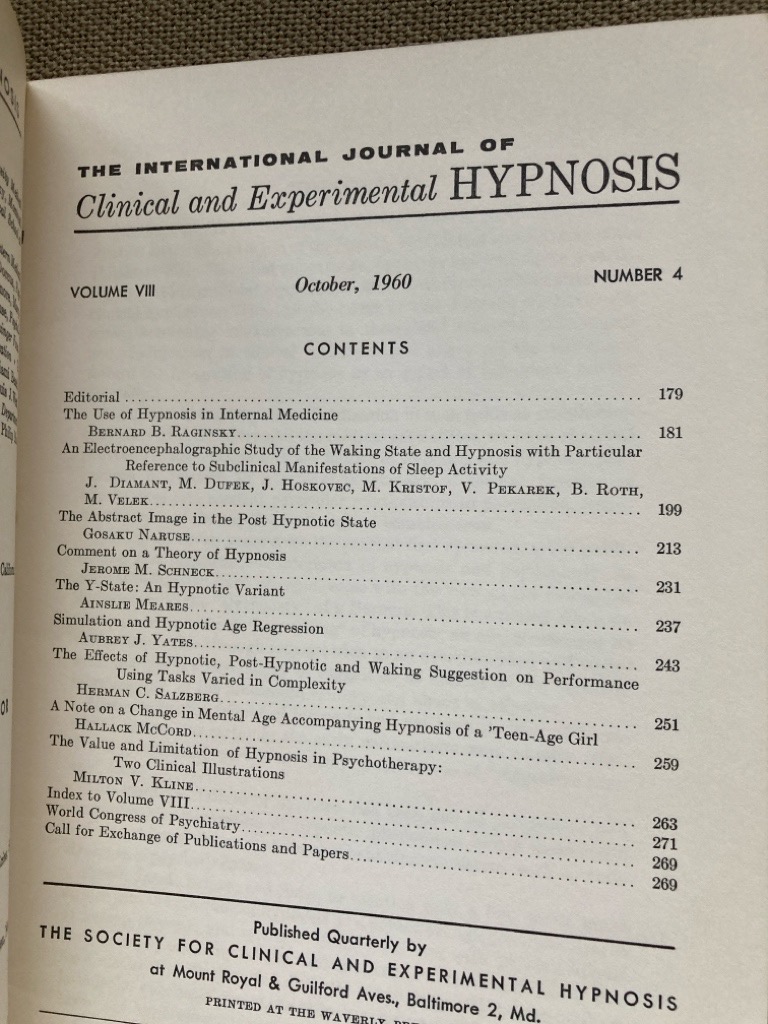 THE INTERNATIONAL JOURNAL OF
Clinical and Experimental HYPNOSIS
VOLUME VIII October, 1960 NUMBER 4
CONTENTS
Editorial 179
The Use of Hypnosis in Internal Medicine
BERNARD B. RAGINSKY 181
An Electroencephalographic Study of the Waking State and Hypnosis with Particular
Reference to Subclinical Manifestations of Sleep Activity
J. DIAMANT, M. DUFEK, J. HOSKOVEC, M. KRISTOF, V. PEKAREK, B. ROTH,
M. VELEK 199
The Abstract Image in the Post Hypnotic State
GOSAKU NARUSE 213
Comment on a Theory of Hypnosis
JEROME M. SCHNECK 231
The Y-State: An Hypnotic Variant
AINSLIE MEARES 237
Simulation and Hypnotic Age Regression
AUBREY J. YATES 243
The Effects of Hypnotic, Post-Hypnotic and Waking Suggestion on Performance
Using Tasks Varied in Complexity
HERMAN C. SALZBERG 251
A Note on a Change in Mental Age Accompanying Hypnosis of a 'Teen-Age Girl
HALLACK MCCORD 259
The Value and Limitation of Hypnosis in Psychotherapy:
Two Clinical Illustrations
MILTON V. KLINE 263
Index to Volume VIII 271
World Congress of Psychiatry 269
Call for Exchange of Publications and Papers 269
Published Quarterly by
THE SOCIETY FOR CLINICAL AND EXPERIMENTAL HYPNOSIS
at Mount Royal & Guilford Aves., Baltimore 2, Md.
PRINTED AT THE WAVERLY